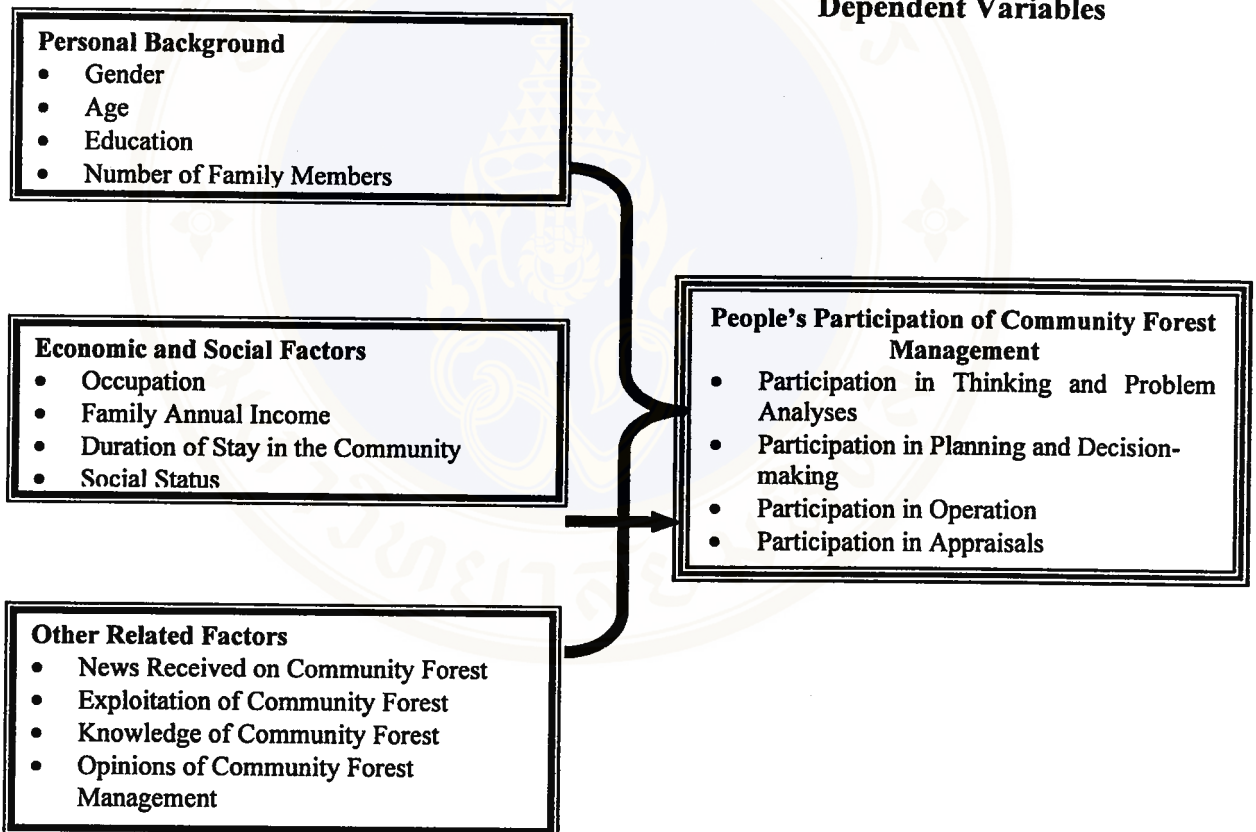 Dependent Variables
Personal Background
• Gender
• Age
• Education
• Number of Family Members
Economic and Social Factors
• Occupation
• Family Annual Income
• Duration of Stay in the Community
• Social Status
People's Participation of Community Forest
Management
• Participation in Thinking and Problem
Analyses
• Participation in Planning and Decision-
making
• Participation in Operation
• Participation in Appraisals
Other Related Factors
• News Received on Community Forest
• Exploitation of Community Forest
• Knowledge of Community Forest
• Opinions of Community Forest
Management